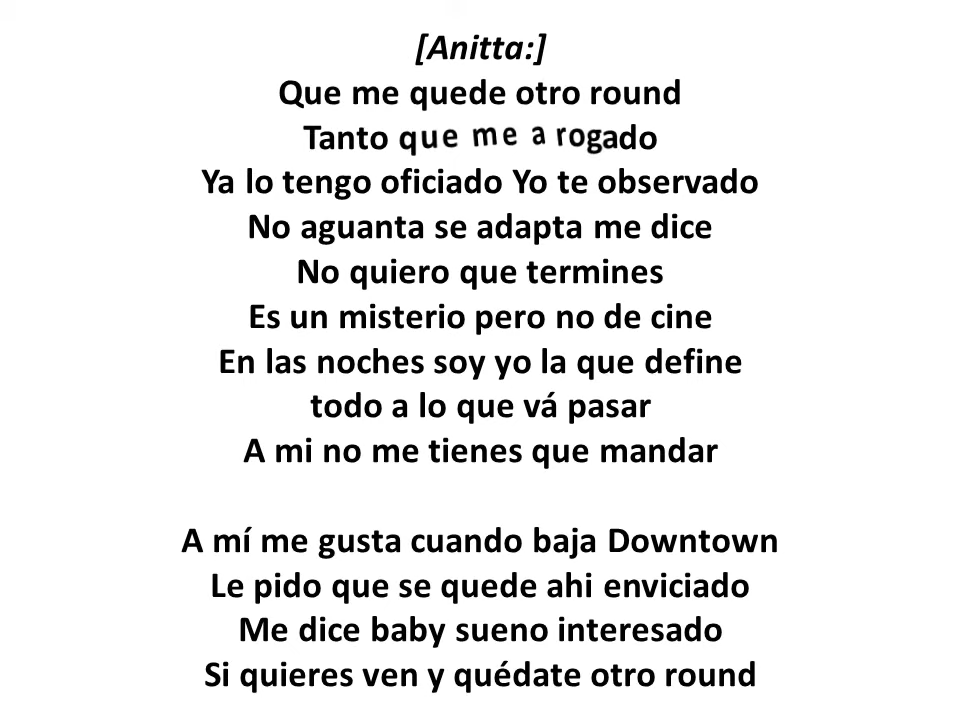 [Anitta:]
Que me quede otro round
Tanto que me a rogado
Ya lo tengo oficiado Yo te observado
No aguanta se adapta me dice
No quiero que termines
Es un misterio pero no de cine
En las noches soy yo la que define
todo a lo que vá pasar
A mi no me tienes que mandar

A mí me gusta cuando baja Downtown
Le pido que se quede ahi enviciado
Me dice baby sueno interesado
Si quieres ven y quédate otro round